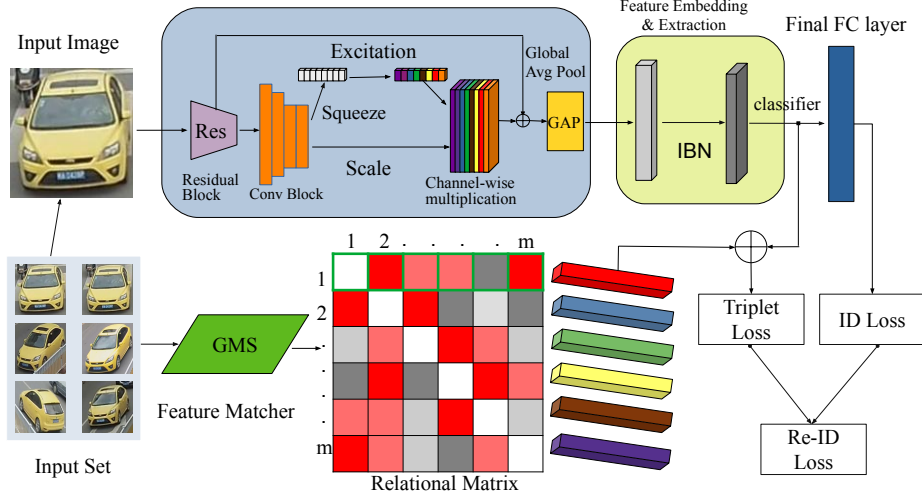 Input Image
Res
Residual
Block
Conv Block
Excitation
Squeeze
Scale
Channel-wise
multiplication
Global
Avg Pool
GAP
Feature Embedding
& Extraction
IBN
classifier
Final FC layer
Input Set
GMS
Feature Matcher
1 2 . . . . m
1
2
.
.
.
m
Relational Matrix
Triplet
Loss
ID Loss
Re-ID
Loss